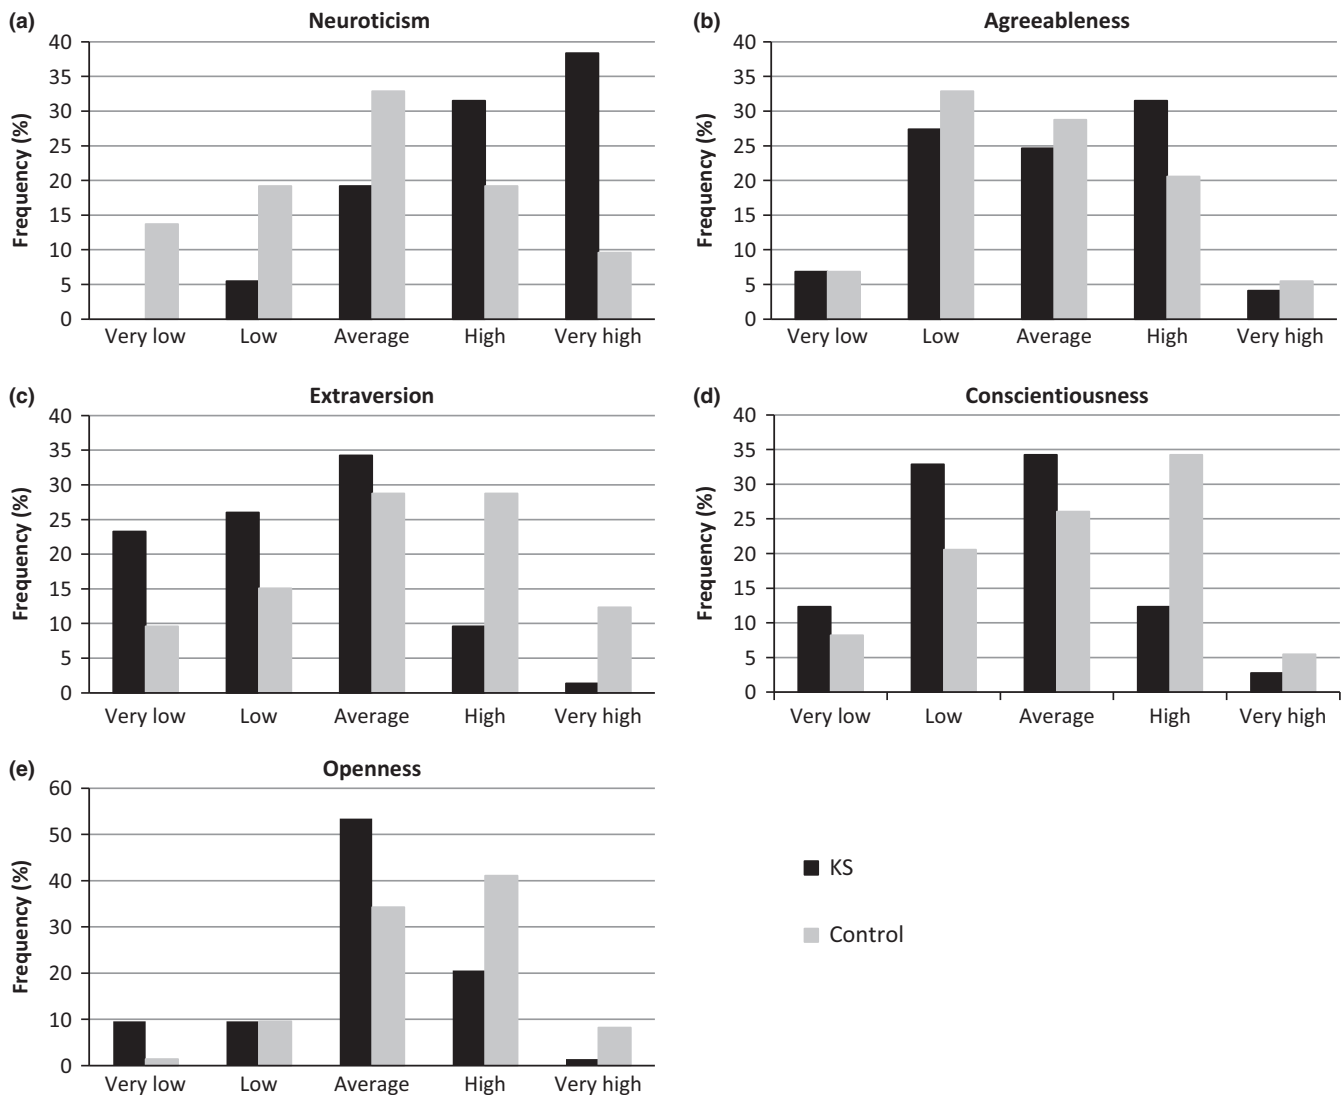 (a) Neuroticism
Frequency (%)
40
35
30
25
20
15
10
5
0
Very low Low Average High Very high
(b) Agreeableness
Frequency (%)
40
35
30
25
20
15
10
5
0
Very low Low Average High Very high
(c) Extraversion
Frequency (%)
40
35
30
25
20
15
10
5
0
Very low Low Average High Very high
(d) Conscientiousness
Frequency (%)
40
35
30
25
20
15
10
5
0
Very low Low Average High Very high
(e) Openness
Frequency (%)
60
50
40
30
20
10
0
Very low Low Average High Very high
KS
Control